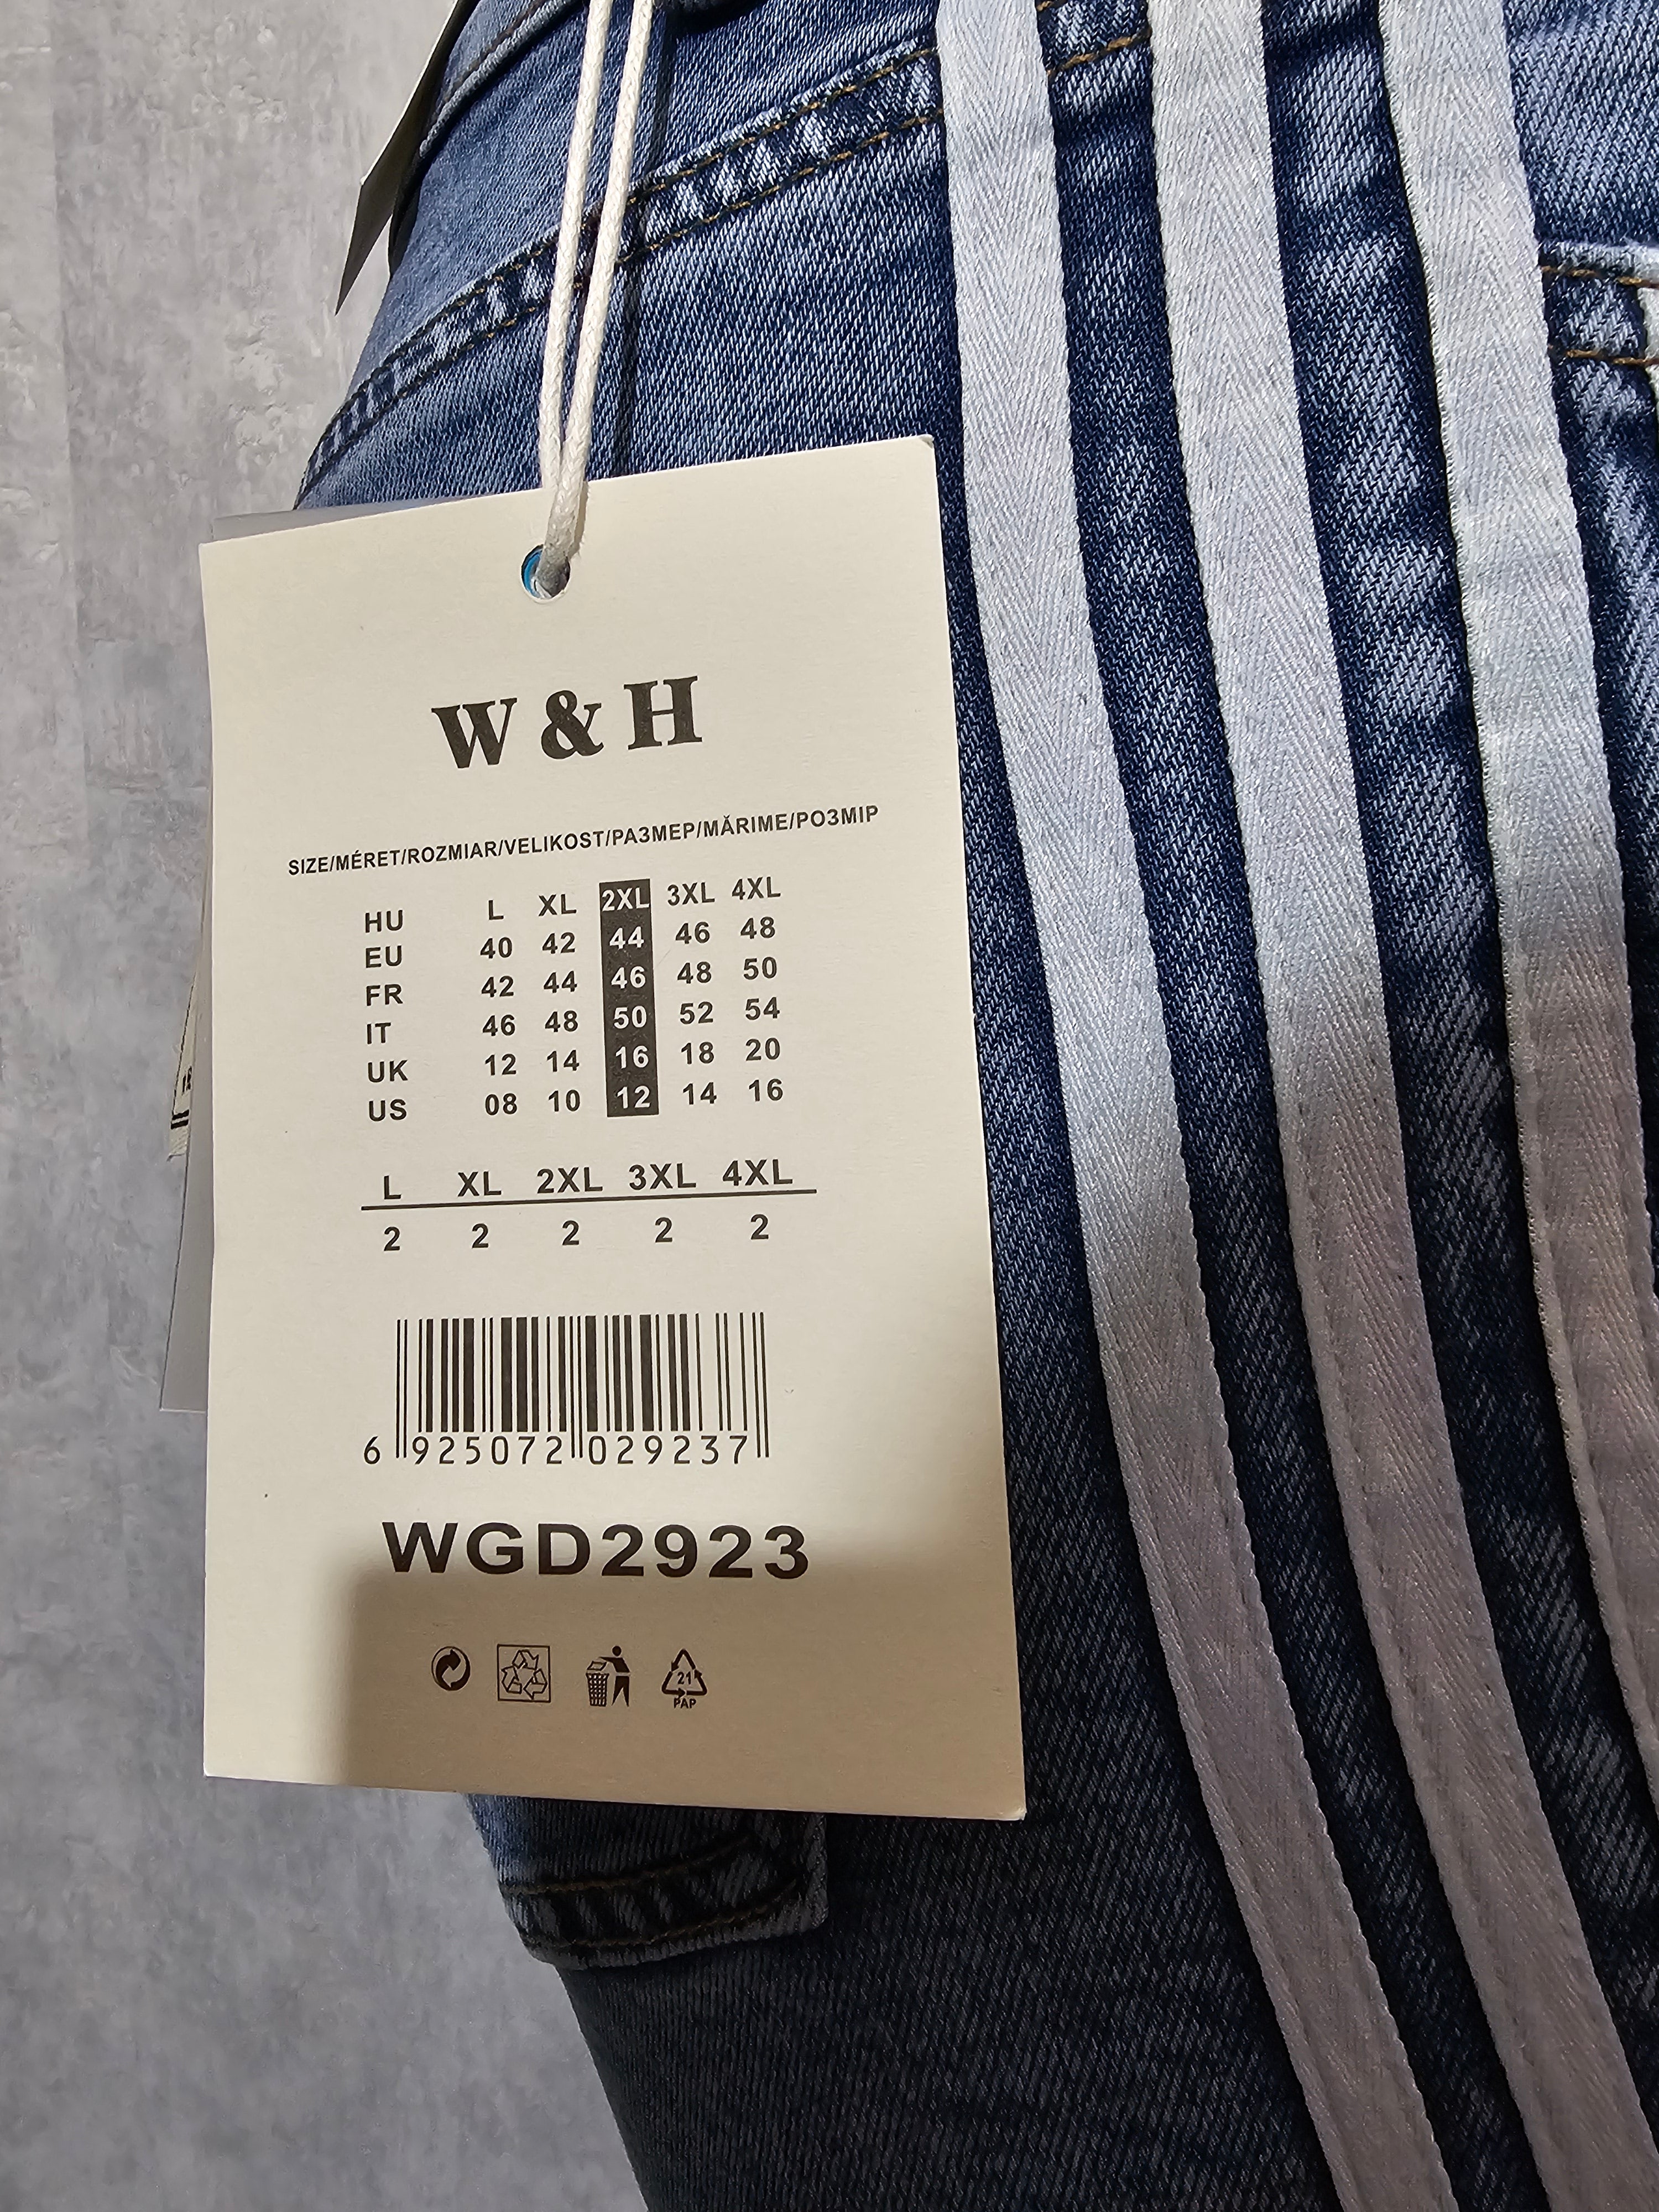 W & H
SIZE/MÉRET/ROZMIAR/VELIKOST/РАЗМЕР/MĂRIME/РОЗМІР
HU L XL 2XL 3XL 4XL
EU 40 42 44 46 48
FR 42 44 46 48 50
IT 46 48 50 52 54
UK 12 14 16 18 20
US 08 10 12 14 16
L XL 2XL 3XL 4XL
2 2 2 2 2
6 925072 029237
WGD2923
21
PAP